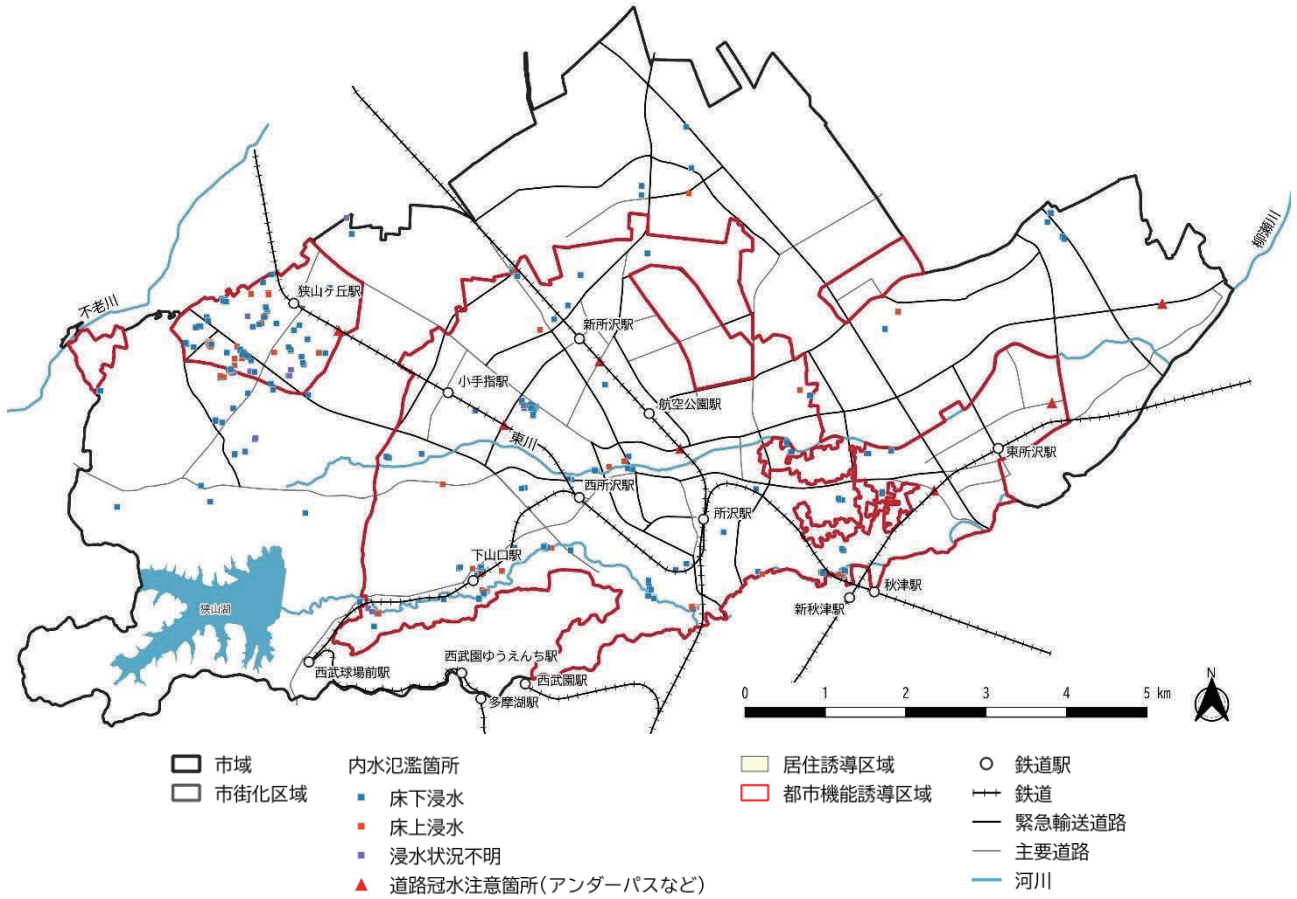 柳瀬川
不老川
狭山ヶ丘駅
新所沢駅
小手指駅
航空公園駅
東川
東所沢駅
西所沢駅
所沢駅
下山口駅
狭山湖
新秋津駅
秋津駅
西武球場前駅
西武園ゆうえんち駅
西武園駅
多摩湖駅
0 1 2 3 4 5 km
N
市域
市街化区域
内水氾濫箇所
床下浸水
床上浸水
浸水状況不明
道路冠水注意箇所(アンダーパスなど)
居住誘導区域
都市機能誘導区域
鉄道駅
鉄道
緊急輸送道路
主要道路
河川